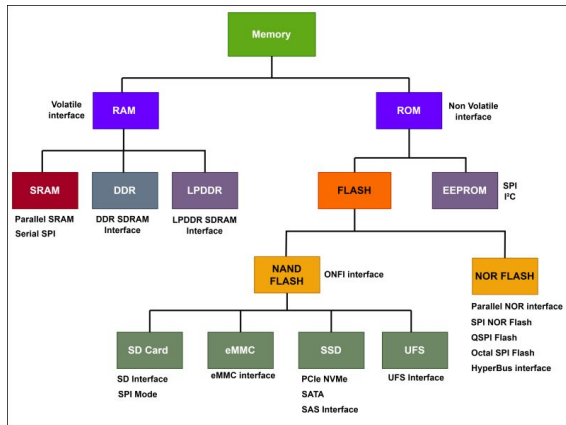 Memory
Volatile
interface
RAM
ROM
Non Volatile
interface
SRAM
DDR
LPDDR
FLASH
EEPROM
SPI
I²C
Parallel SRAM
Serial SPI
DDR SDRAM
Interface
LPDDR SDRAM
Interface
NAND
FLASH
ONFI interface
NOR FLASH
Parallel NOR interface
SPI NOR Flash
QSPI Flash
Octal SPI Flash
HyperBus interface
SD Card
eMMC
SSD
UFS
SD Interface
SPI Mode
eMMC interface
PCIe NVMe
SATA
SAS Interface
UFS Interface